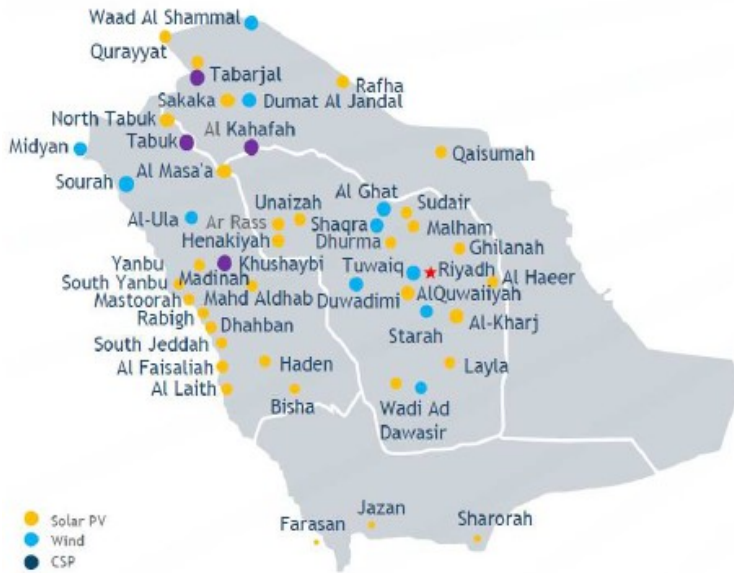 Waad Al Shammal
Qurayyat
Tabarjal
Rafha
Sakaka
Dumat Al Jandal
North Tabuk
Al Kahafah
Tabuk
Midyan
Qaisumah
Al Masa'a
Sourah
Al Ghat
Unaizah
Sudair
Al-Ula
Ar Rass
Shaqra
Malham
Henakiyah
Dhurma
Ghilanah
Yanbu
Khushaybi
Tuwaiq
Riyadh
South Yanbu
Madinah
Al Haeer
Mastoorah
Mahd Aldhab
Duwadimi
AlQuwaiiyah
Rabigh
Dhahban
Starah
Al-Kharj
South Jeddah
Al Faisaliah
Haden
Layla
Al Laith
Bisha
Wadi Ad
Dawasir
Jazan
Farasan
Sharorah
Solar PV
Wind
CSP